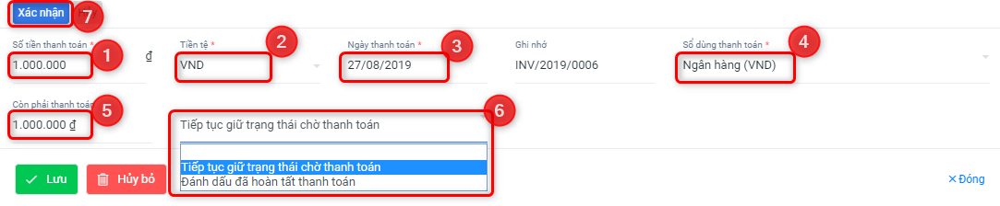 Xác nhận
7
Số tiền thanh toán *
1.000.000 ₫
1
Tiền tệ *
VND
2
Ngày thanh toán *
27/08/2019
3
Ghi nhớ
INV/2019/0006
Sổ dùng thanh toán *
Ngân hàng (VND)
4
Còn phải thanh toán
1.000.000 ₫
5
Tiếp tục giữ trạng thái chờ thanh toán
6
Tiếp tục giữ trạng thái chờ thanh toán
Đánh dấu đã hoàn tất thanh toán
Lưu
Hủy bỏ
×Đóng